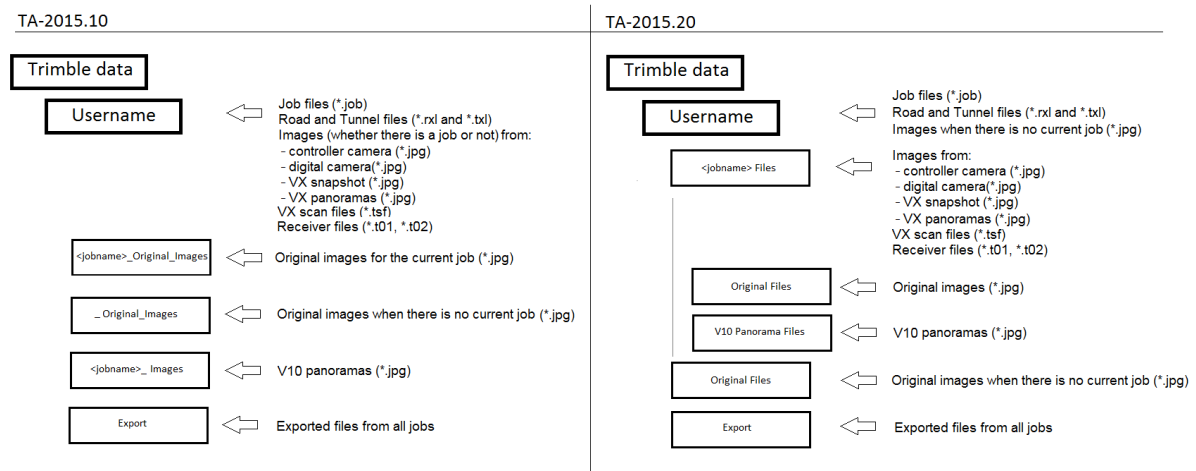 TA-2015.10
Trimble data
Username
Job files (*.job)
Road and Tunnel files (*.rxl and *.txl)
Images (whether there is a job or not) from:
- controller camera (*.jpg)
- digital camera(*.jpg)
- VX snapshot (*.jpg)
- VX panoramas (*.jpg)
VX scan files (*.tsf)
Receiver files (*.t01, *.t02)
<jobname>_Original_Images
Original images for the current job (*.jpg)
_ Original_Images
Original images when there is no current job (*.jpg)
<jobname>_ Images
V10 panoramas (*.jpg)
Export
Exported files from all jobs
TA-2015.20
Trimble data
Username
Job files (*.job)
Road and Tunnel files (*.rxl and *.txl)
Images when there is no current job (*.jpg)
<jobname> Files
Images from:
- controller camera (*.jpg)
- digital camera(*.jpg)
- VX snapshot (*.jpg)
- VX panoramas (*.jpg)
VX scan files (*.tsf)
Receiver files (*.t01, *.t02)
Original Files
Original images (*.jpg)
V10 Panorama Files
V10 panoramas (*.jpg)
Original Files
Original images when there is no current job (*.jpg)
Export
Exported files from all jobs